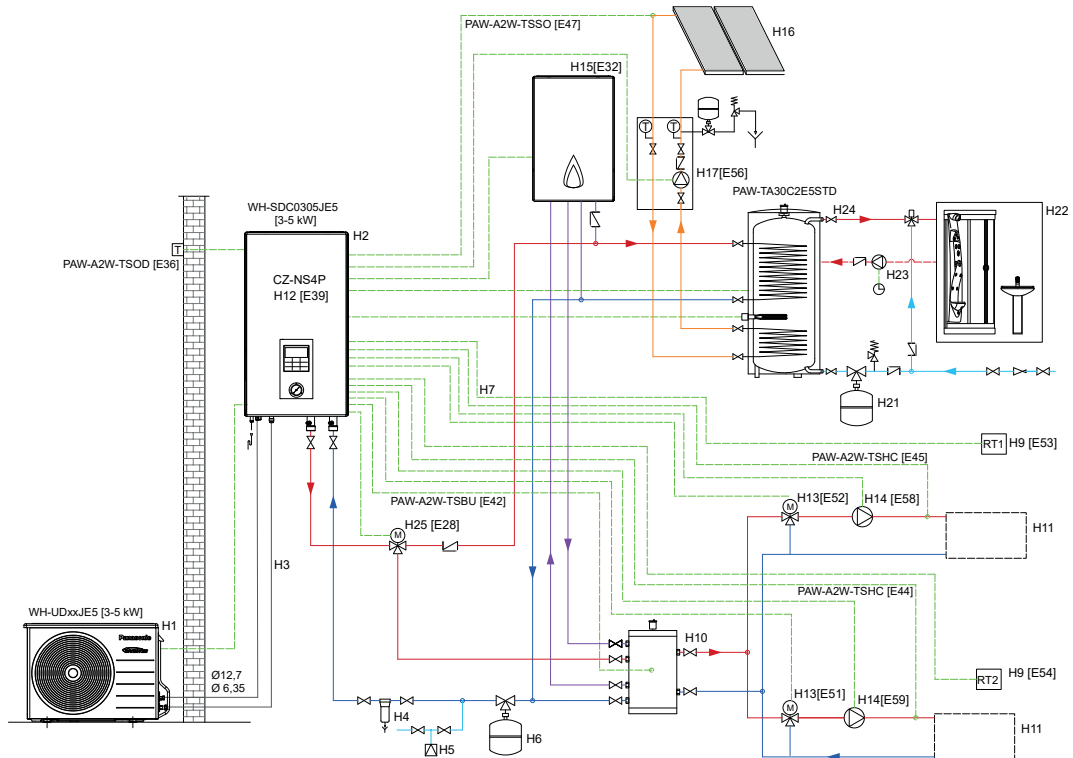 PAW-A2W-TSSO [E47]
H16
H15[E32]
T
T
H17[E56]
PAW-TA30C2E5STD
WH-SDC0305JE5
[3-5 kW]
H24
H22
H2
T
PAW-A2W-TSOD [E36]
CZ-NS4P
H12 [E39]
H23
H7
H21
RT1
H9 [E53]
PAW-A2W-TSHC [E45]
PAW-A2W-TSBU [E42]
H13[E52]
H14 [E58]
M
H25 [E28]
M
H11
H3
PAW-A2W-TSHC [E44]
WH-UDxxJE5 [3-5 kW]
H1
Panasonic
H10
Ø12,7
Ø 6,35
RT2
H9 [E54]
H13[E51]
H14[E59]
M
H4
H5
H6
H11